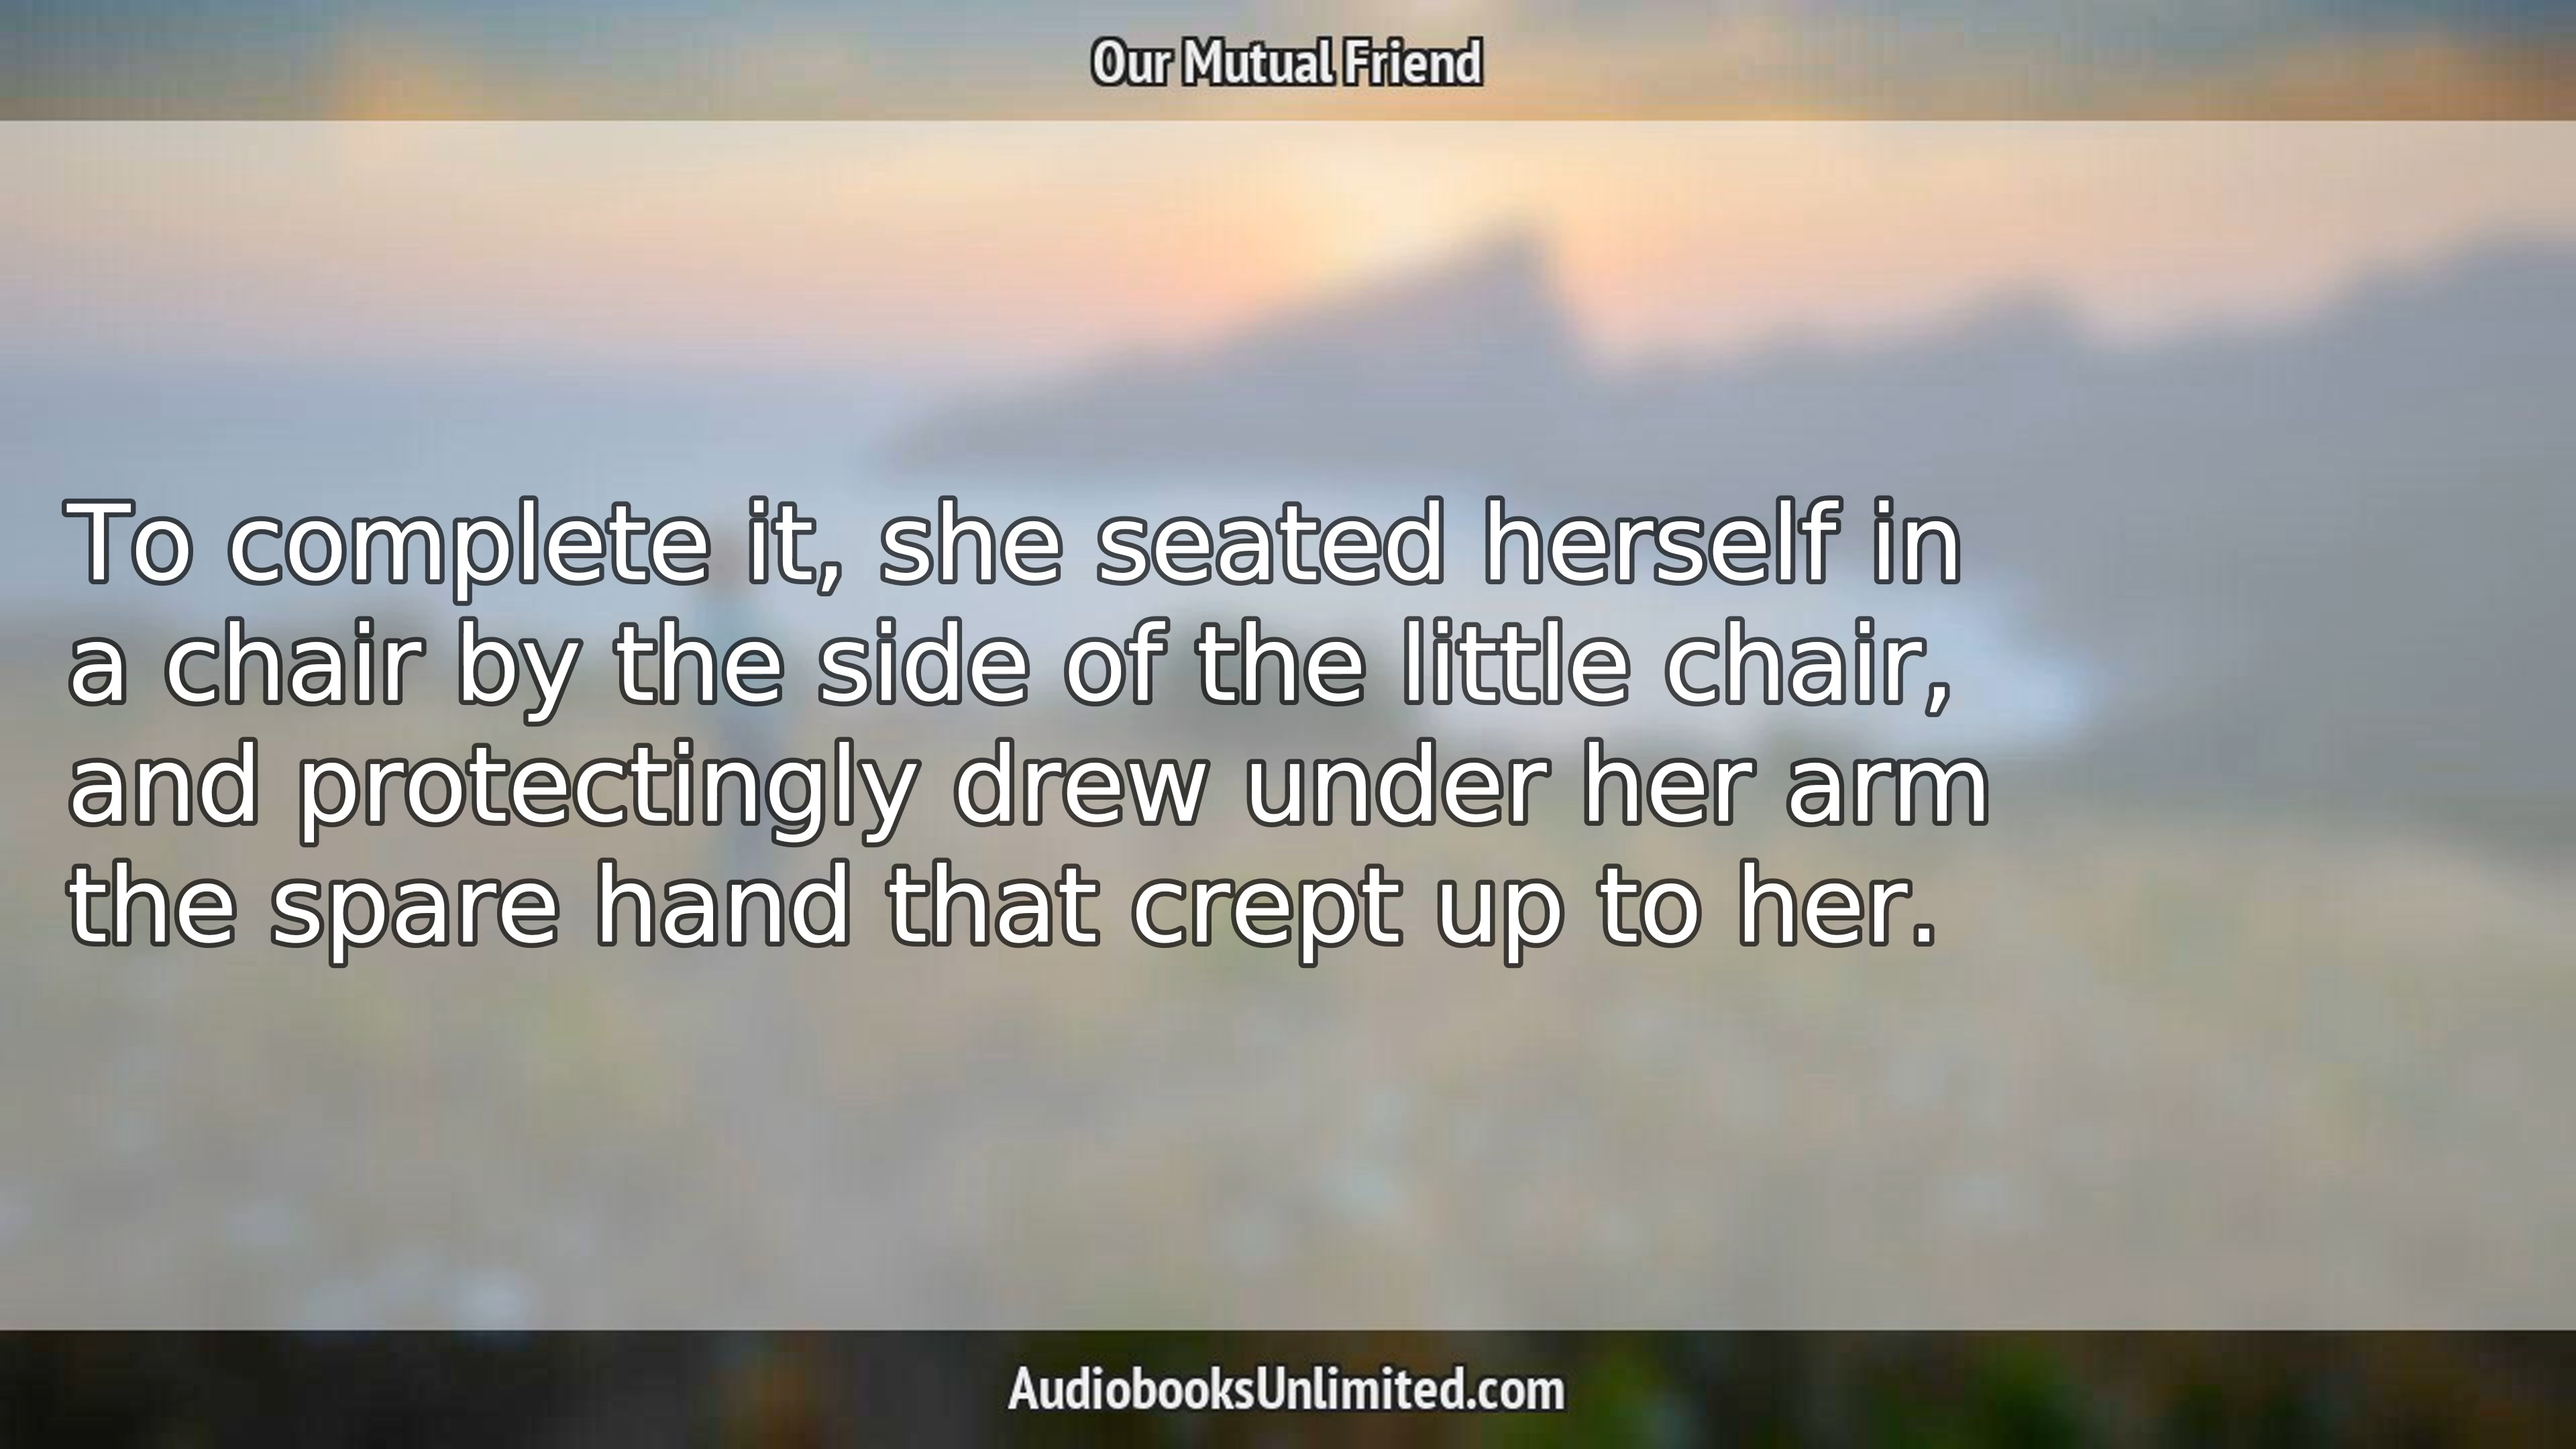 Our Mutual Friend
To complete it, she seated herself in
a chair by the side of the little chair,
and protectingly drew under her arm
the spare hand that crept up to her.
AudiobooksUnlimited.com